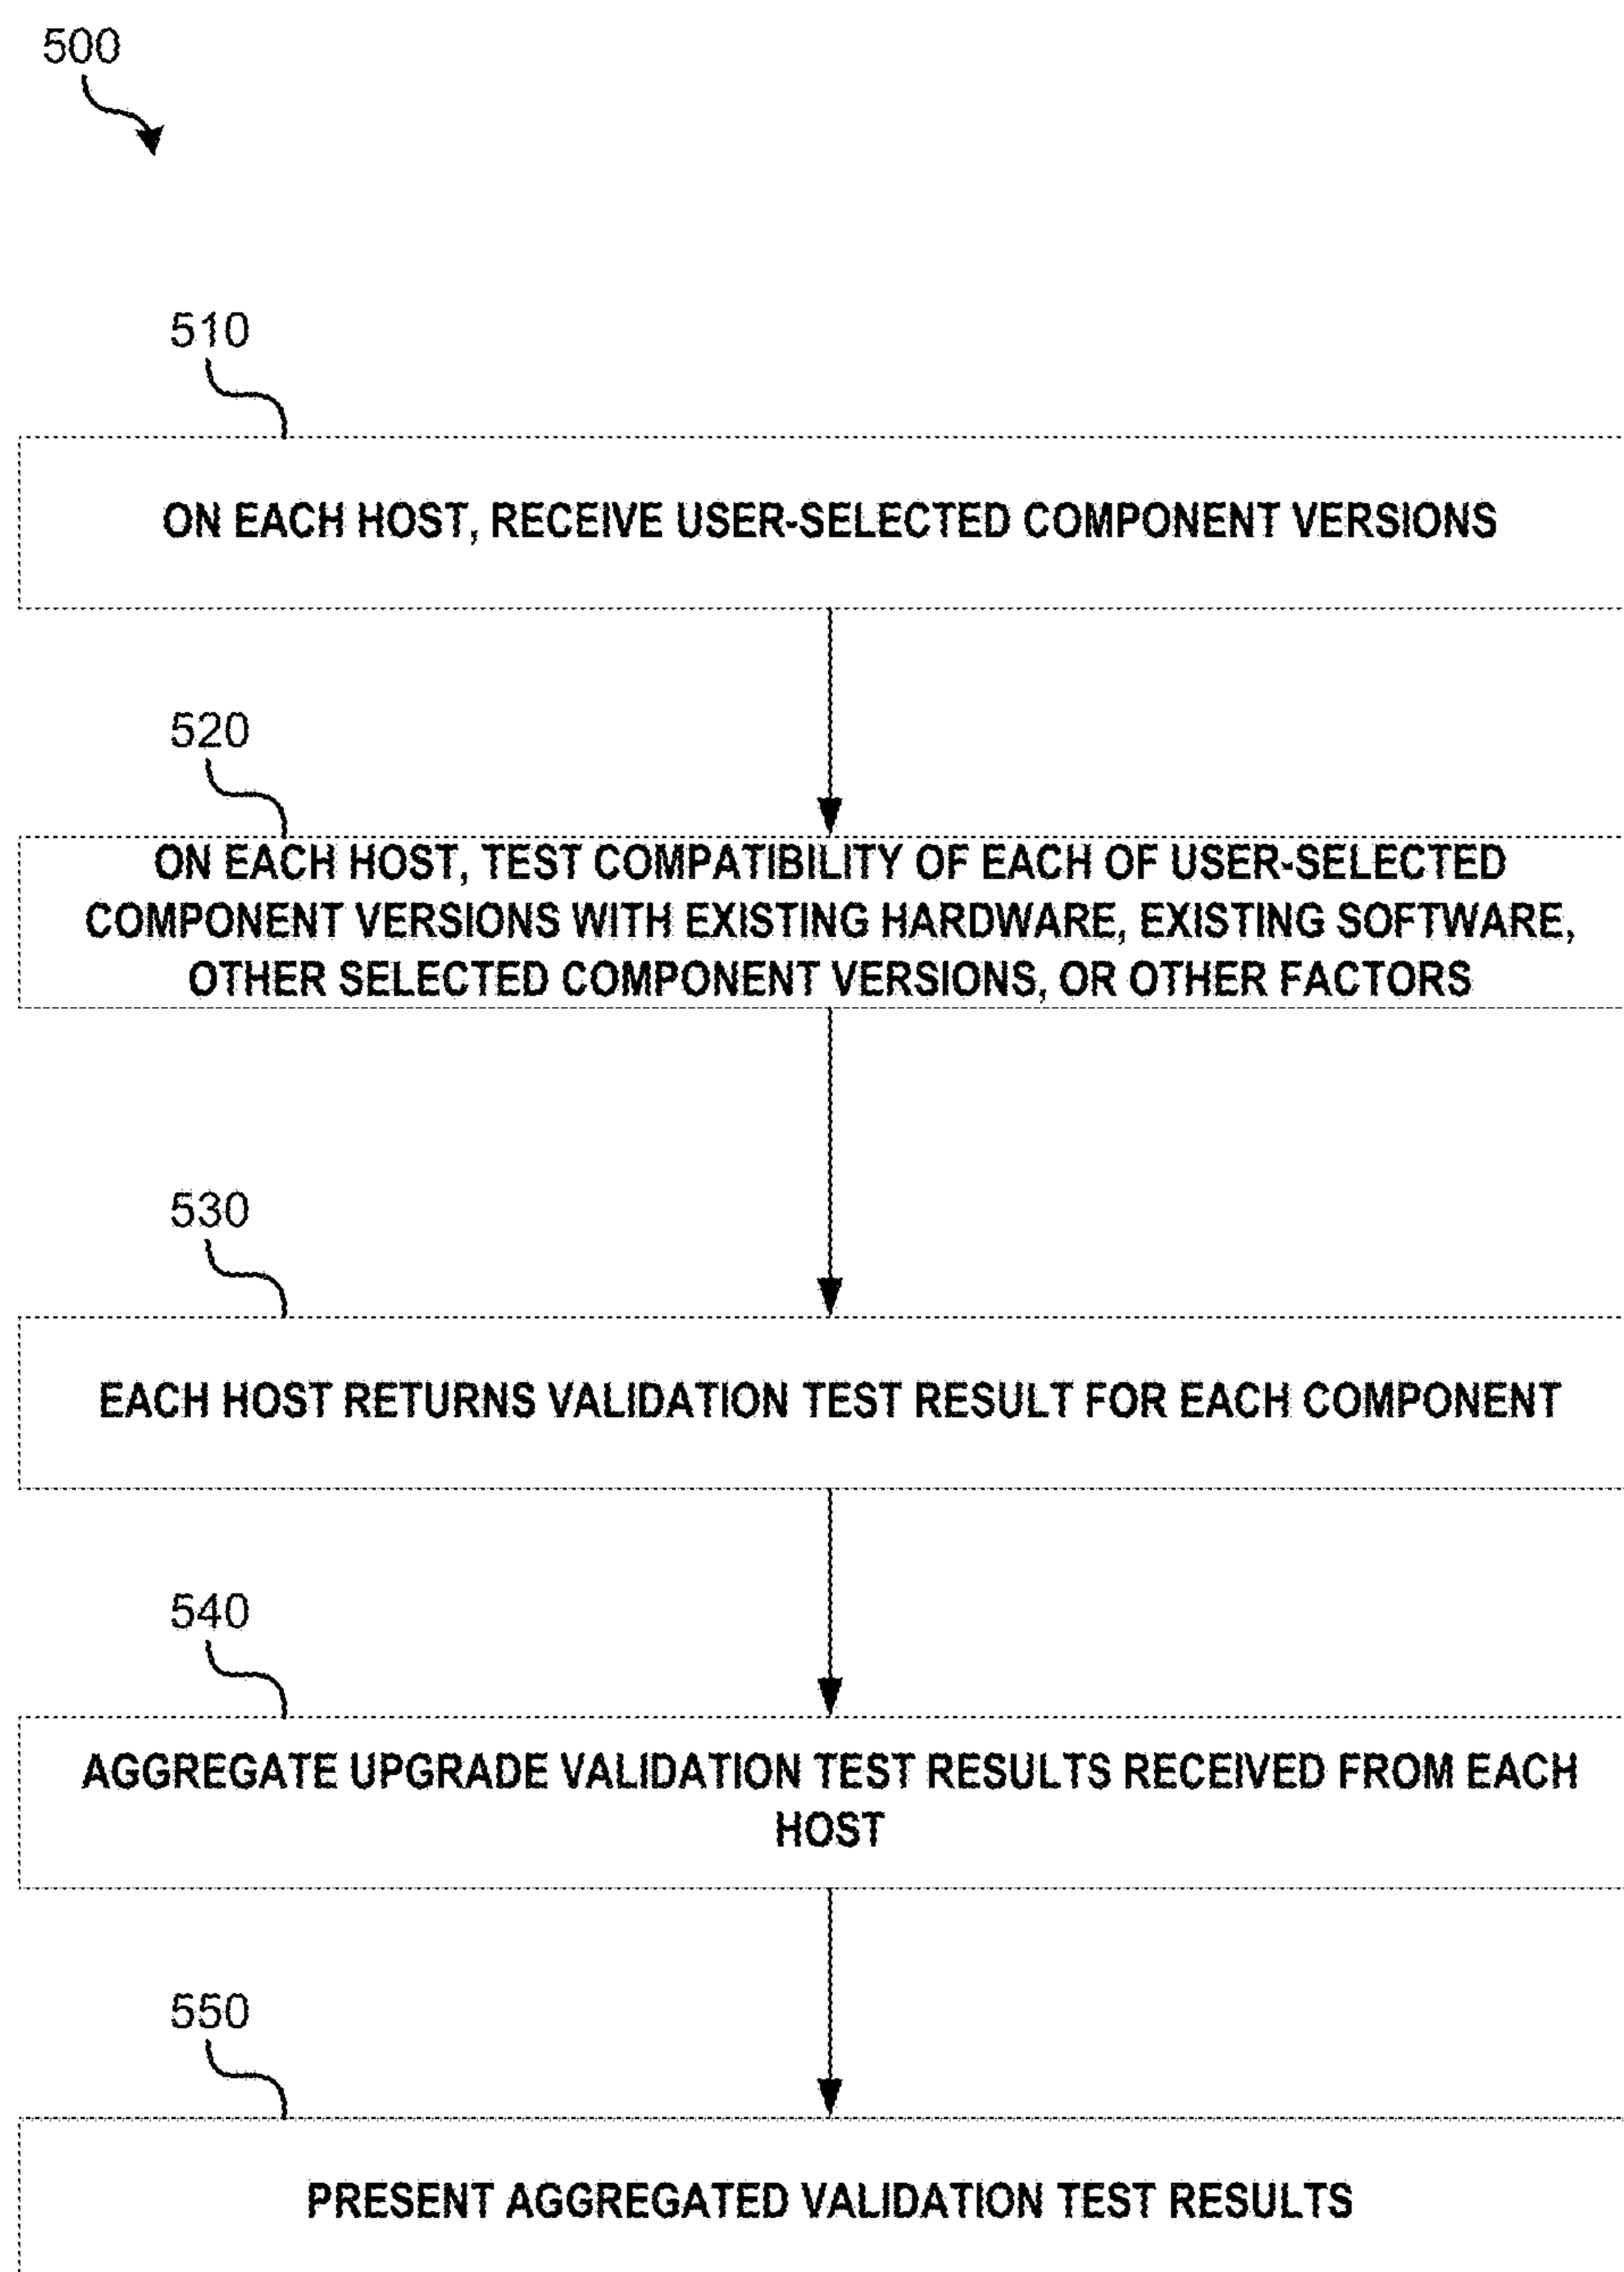 500
510
ON EACH HOST, RECEIVE USER-SELECTED COMPONENT VERSIONS
520
ON EACH HOST, TEST COMPATIBILITY OF EACH OF USER-SELECTED
COMPONENT VERSIONS WITH EXISTING HARDWARE, EXISTING SOFTWARE,
OTHER SELECTED COMPONENT VERSIONS, OR OTHER FACTORS
530
EACH HOST RETURNS VALIDATION TEST RESULT FOR EACH COMPONENT
540
AGGREGATE UPGRADE VALIDATION TEST RESULTS RECEIVED FROM EACH
HOST
550
PRESENT AGGREGATED VALIDATION TEST RESULTS